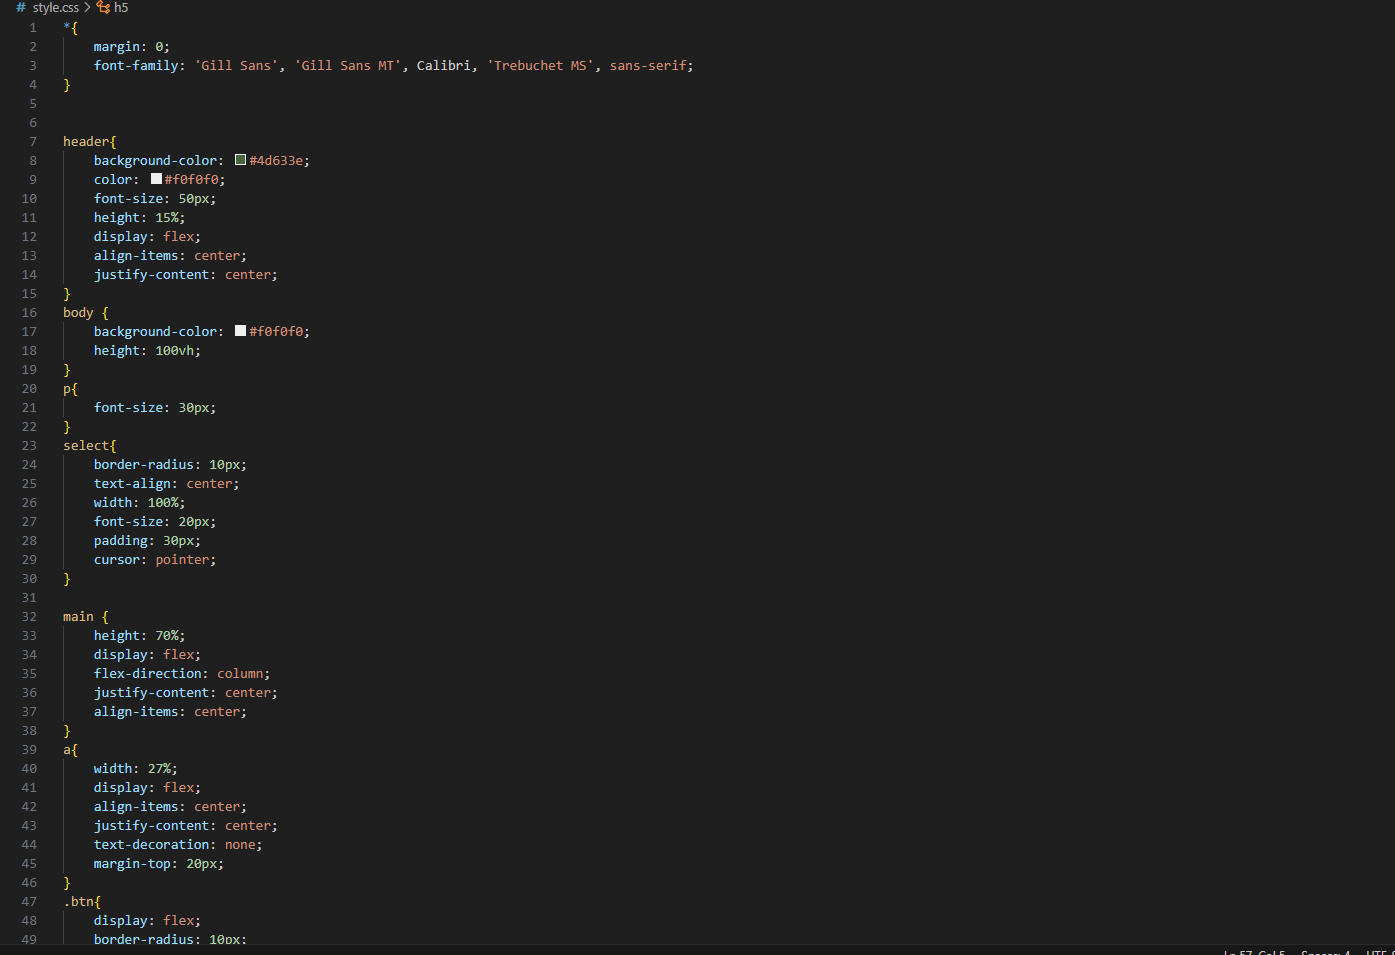 # style.css > h5
1 *{
2     margin: 0;
3     font-family: 'Gill Sans', 'Gill Sans MT', Calibri, 'Trebuchet MS', sans-serif;
4 }
5
6
7 header{
8     background-color: #4d633e;
9     color: #f0f0f0;
10     font-size: 50px;
11     height: 15%;
12     display: flex;
13     align-items: center;
14     justify-content: center;
15 }
16 body {
17     background-color: #f0f0f0;
18     height: 100vh;
19 }
20 p{
21     font-size: 30px;
22 }
23 select{
24     border-radius: 10px;
25     text-align: center;
26     width: 100%;
27     font-size: 20px;
28     padding: 30px;
29     cursor: pointer;
30 }
31
32 main {
33     height: 70%;
34     display: flex;
35     flex-direction: column;
36     justify-content: center;
37     align-items: center;
38 }
39 a{
40     width: 27%;
41     display: flex;
42     align-items: center;
43     justify-content: center;
44     text-decoration: none;
45     margin-top: 20px;
46 }
47 .btn{
48     display: flex;
49     border-radius: 10px;
Ln 57, Col 5 Spaces: 4